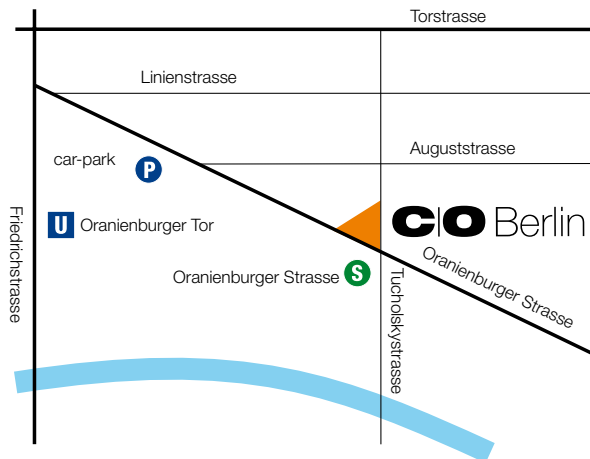 Torstrasse
Linienstrasse
Auguststrasse
car-park
P
C|O Berlin
U Oranienburger Tor
Friedrichstrasse
Oranienburger Strasse S
Oranienburger Strasse
Tucholskystrasse